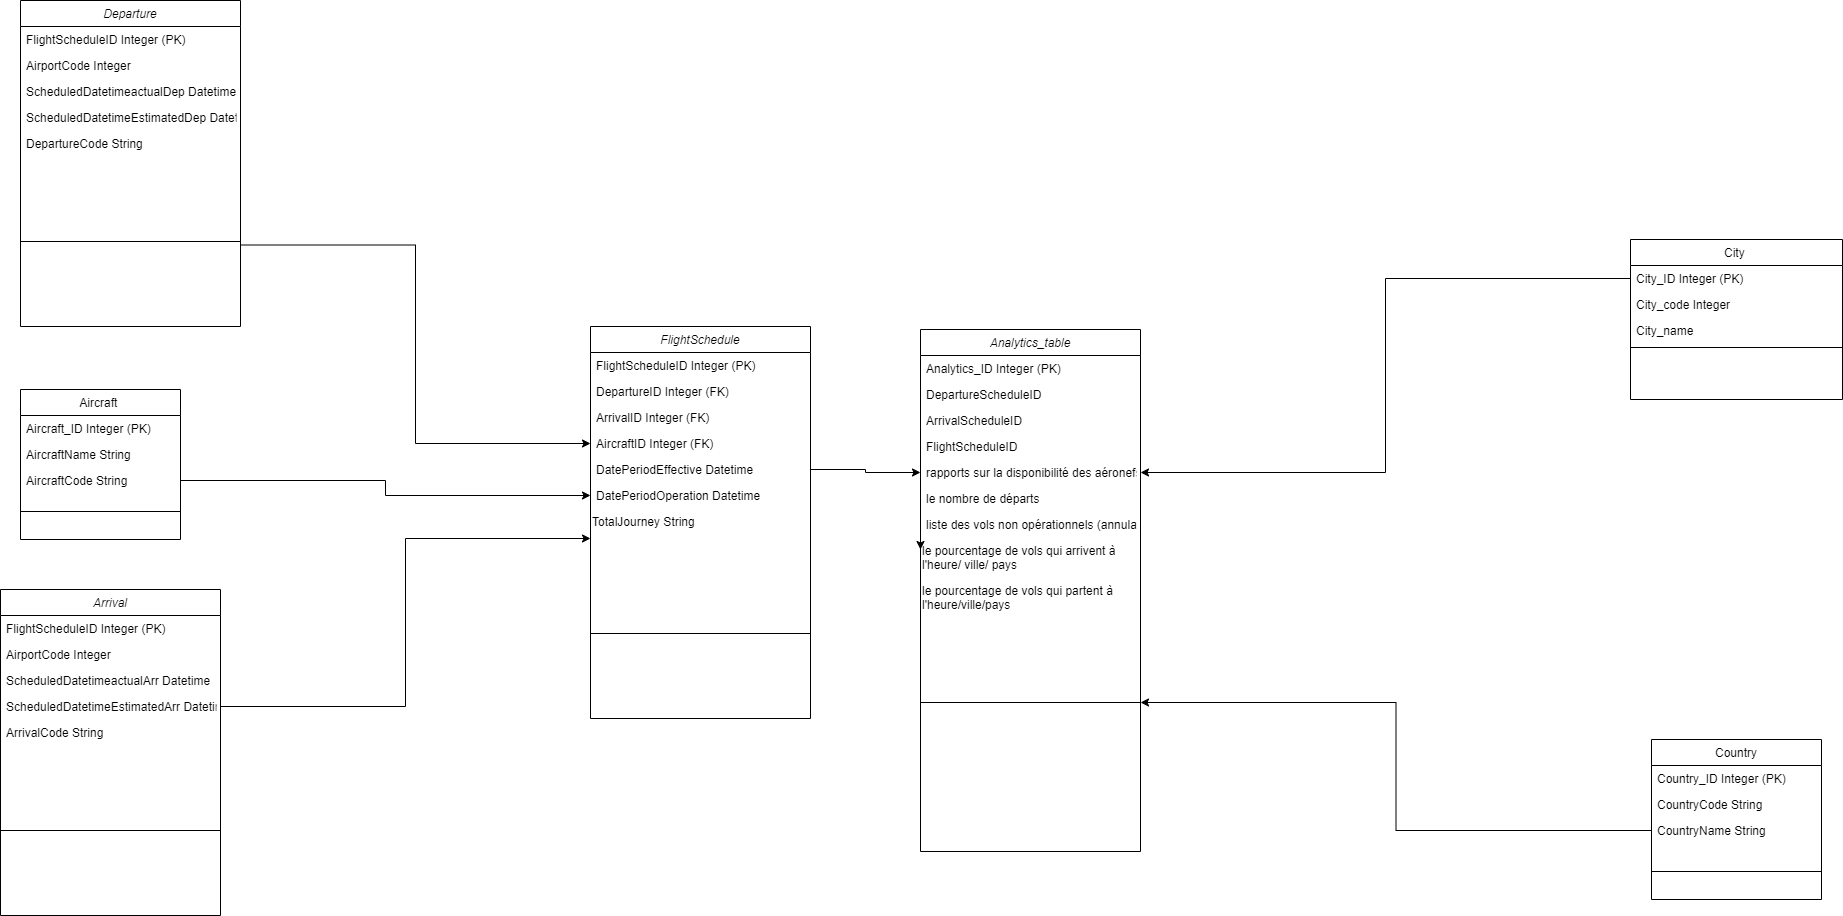 Departure
FlightScheduleID Integer (PK)
AirportCode Integer
ScheduledDatetimeactualDep Datetime
ScheduledDatetimeEstimatedDep Datet
DepartureCode String
Aircraft
Aircraft_ID Integer (PK)
AircraftName String
AircraftCode String
Arrival
FlightScheduleID Integer (PK)
AirportCode Integer
ScheduledDatetimeactualArr Datetime
ScheduledDatetimeEstimatedArr Datetir
ArrivalCode String
FlightSchedule
FlightScheduleID Integer (PK)
DepartureID Integer (FK)
ArrivalID Integer (FK)
AircraftID Integer (FK)
DatePeriodEffective Datetime
DatePeriodOperation Datetime
TotalJourney String
Analytics_table
Analytics_ID Integer (PK)
DepartureScheduleID
ArrivalScheduleID
FlightScheduleID
rapports sur la disponibilité des aéronefs
le nombre de départs
liste des vols non opérationnels (annula
le pourcentage de vols qui arrivent à
l'heure/ ville/ pays
le pourcentage de vols qui partent à
l'heure/ville/pays
City
City_ID Integer (PK)
City_code Integer
City_name
Country
Country_ID Integer (PK)
CountryCode String
CountryName String